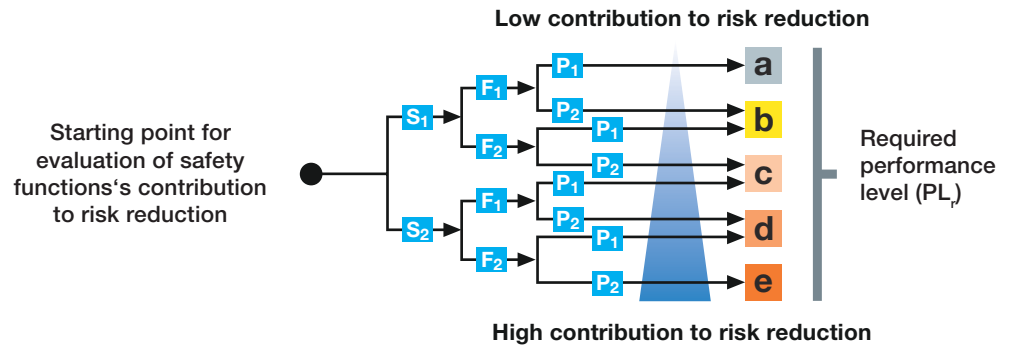 Low contribution to risk reduction
P₁
a
F₁
P₂
b
S₁
P₁
F₂
P₂
c
Starting point for
evaluation of safety
functions‘s contribution
to risk reduction
P₁
F₁
P₂
d
S₂
P₁
F₂
P₂
e
Required
performance
level (PLᵣ)
High contribution to risk reduction